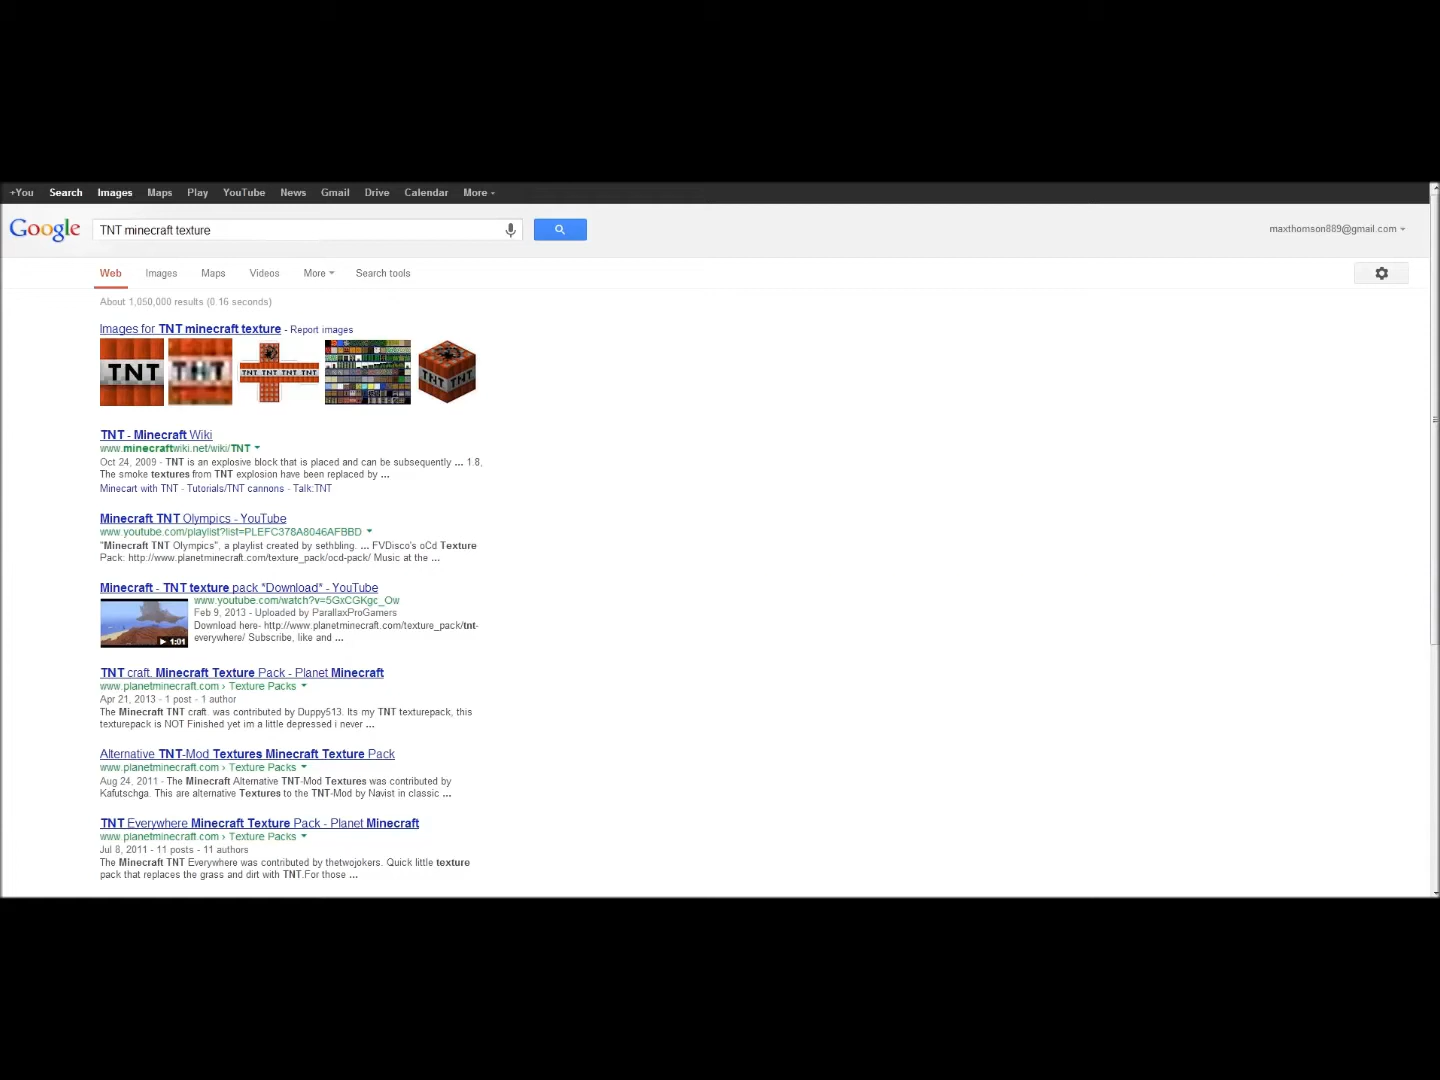 +You Search Images Maps Play YouTube News Gmail Drive Calendar More
Google TNT minecraft texture maxthomson889@gmail.com
Web Images Maps Videos More Search tools
About 1,050,000 results (0.16 seconds)
Images for TNT minecraft texture - Report images
TNT TNT TNT TNT TNT TNT TNT TNT
TNT - Minecraft Wiki
www.minecraftwiki.net/wiki/TNT
Oct 24, 2009 - TNT is an explosive block that is placed and can be subsequently ... 1.8,
The smoke textures from TNT explosion have been replaced by ...
Minecart with TNT - Tutorials/TNT cannons - Talk:TNT
Minecraft TNT Olympics - YouTube
www.youtube.com/playlist?list=PLEFC378A8046AFBBD
"Minecraft TNT Olympics", a playlist created by sethbling. ... FVDisco's oCd Texture
Pack: http://www.planetminecraft.com/texture_pack/ocd-pack/ Music at the ...
Minecraft - TNT texture pack *Download* - YouTube
www.youtube.com/watch?v=5GxCGKgc_Ow
Feb 9, 2013 - Uploaded by ParallaxProGamers
Download here- http://www.planetminecraft.com/texture_pack/tnt-
everywhere/ Subscribe, like and ...
1:01
TNT craft. Minecraft Texture Pack - Planet Minecraft
www.planetminecraft.com › Texture Packs
Apr 21, 2013 - 1 post - 1 author
The Minecraft TNT craft. was contributed by Duppy513. Its my TNT texturepack, this
texturepack is NOT Finished yet im a little depressed i never ...
Alternative TNT-Mod Textures Minecraft Texture Pack
www.planetminecraft.com › Texture Packs
Aug 24, 2011 - The Minecraft Alternative TNT-Mod Textures was contributed by
Kafutschga. This are alternative Textures to the TNT-Mod by Navist in classic ...
TNT Everywhere Minecraft Texture Pack - Planet Minecraft
www.planetminecraft.com › Texture Packs
Jul 8, 2011 - 11 posts - 11 authors
The Minecraft TNT Everywhere was contributed by thetwojokers. Quick little texture
pack that replaces the grass and dirt with TNT.For those ...